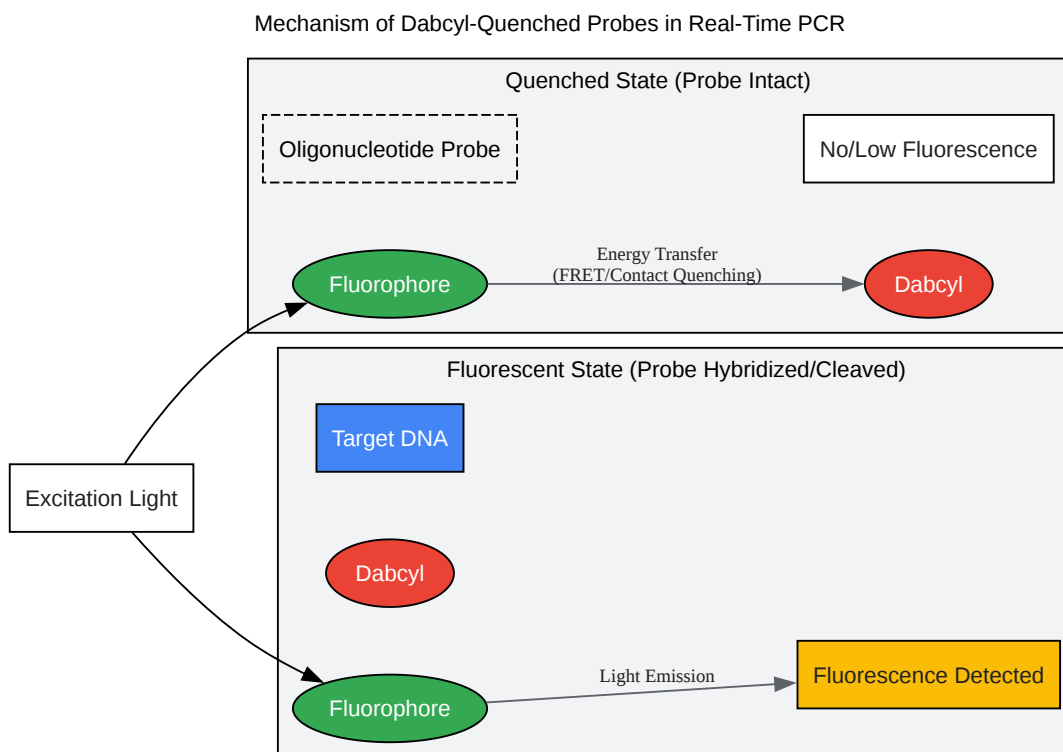 Mechanism of Dabcyl-Quenched Probes in Real-Time PCR
Quenched State (Probe Intact)
Oligonucleotide Probe
No/Low Fluorescence
Fluorophore
Energy Transfer
(FRET/Contact Quenching)
Dabcyl
Fluorescent State (Probe Hybridized/Cleaved)
Target DNA
Excitation Light
Dabcyl
Fluorophore
Light Emission
Fluorescence Detected